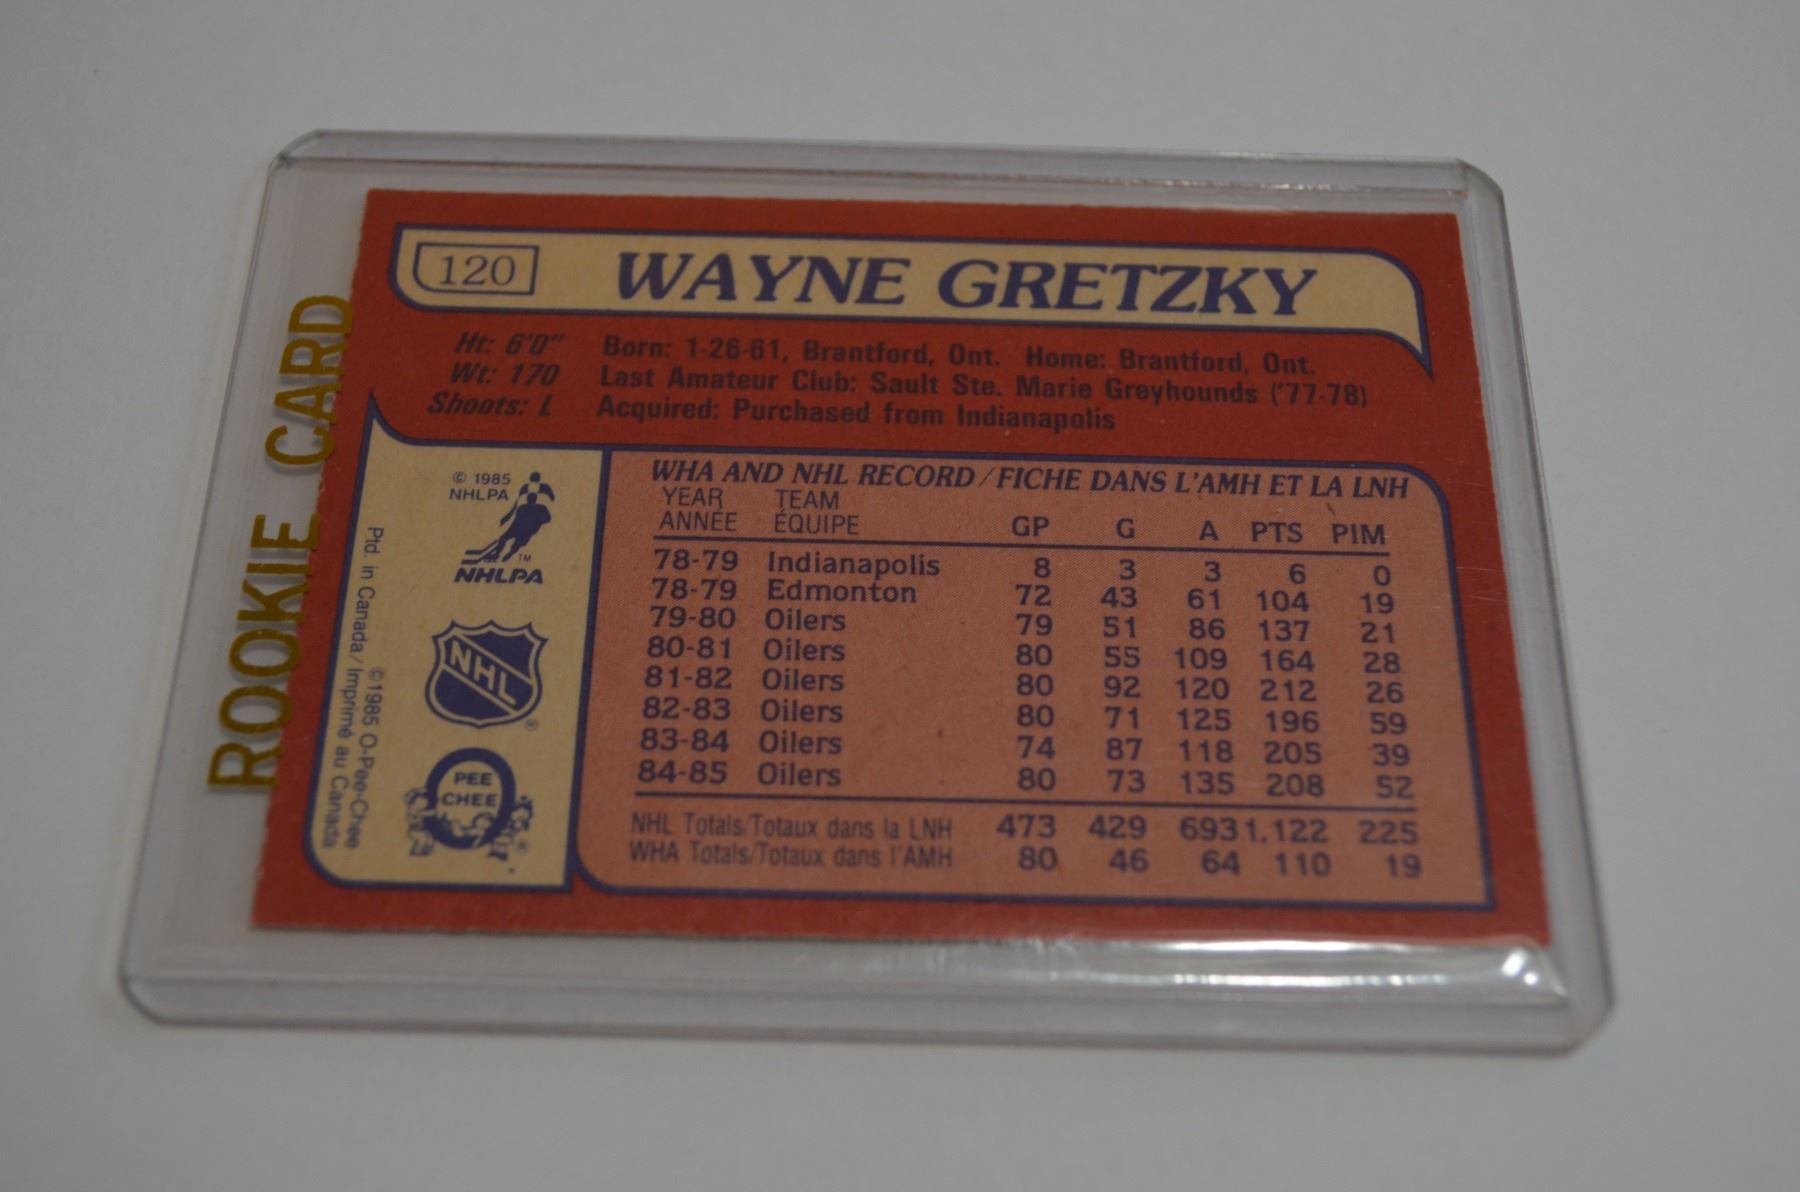 120 WAYNE GRETZKY
Ht: 6'0" Born: 1-26-61, Brantford, Ont. Home: Brantford, Ont.
Wt: 170 Last Amateur Club: Sault Ste. Marie Greyhounds ('77-78)
Shoots: L Acquired: Purchased from Indianapolis
ROOKIE CARD
© 1985
NHLPA
TM
NHLPA
NHL
®
PEE
CHEE
®
©1985 O-Pee-Chee
Ptd. in Canada/Imprimé au Canada
WHA AND NHL RECORD/FICHE DANS L'AMH ET LA LNH
YEAR TEAM
ANNÉE ÉQUIPE GP G A PTS PIM
78-79 Indianapolis 8 3 3 6 0
78-79 Edmonton 72 43 61 104 19
79-80 Oilers 79 51 86 137 21
80-81 Oilers 80 55 109 164 28
81-82 Oilers 80 92 120 212 26
82-83 Oilers 80 71 125 196 59
83-84 Oilers 74 87 118 205 39
84-85 Oilers 80 73 135 208 52
NHL Totals/Totaux dans la LNH 473 429 693 1.122 225
WHA Totals/Totaux dans l'AMH 80 46 64 110 19